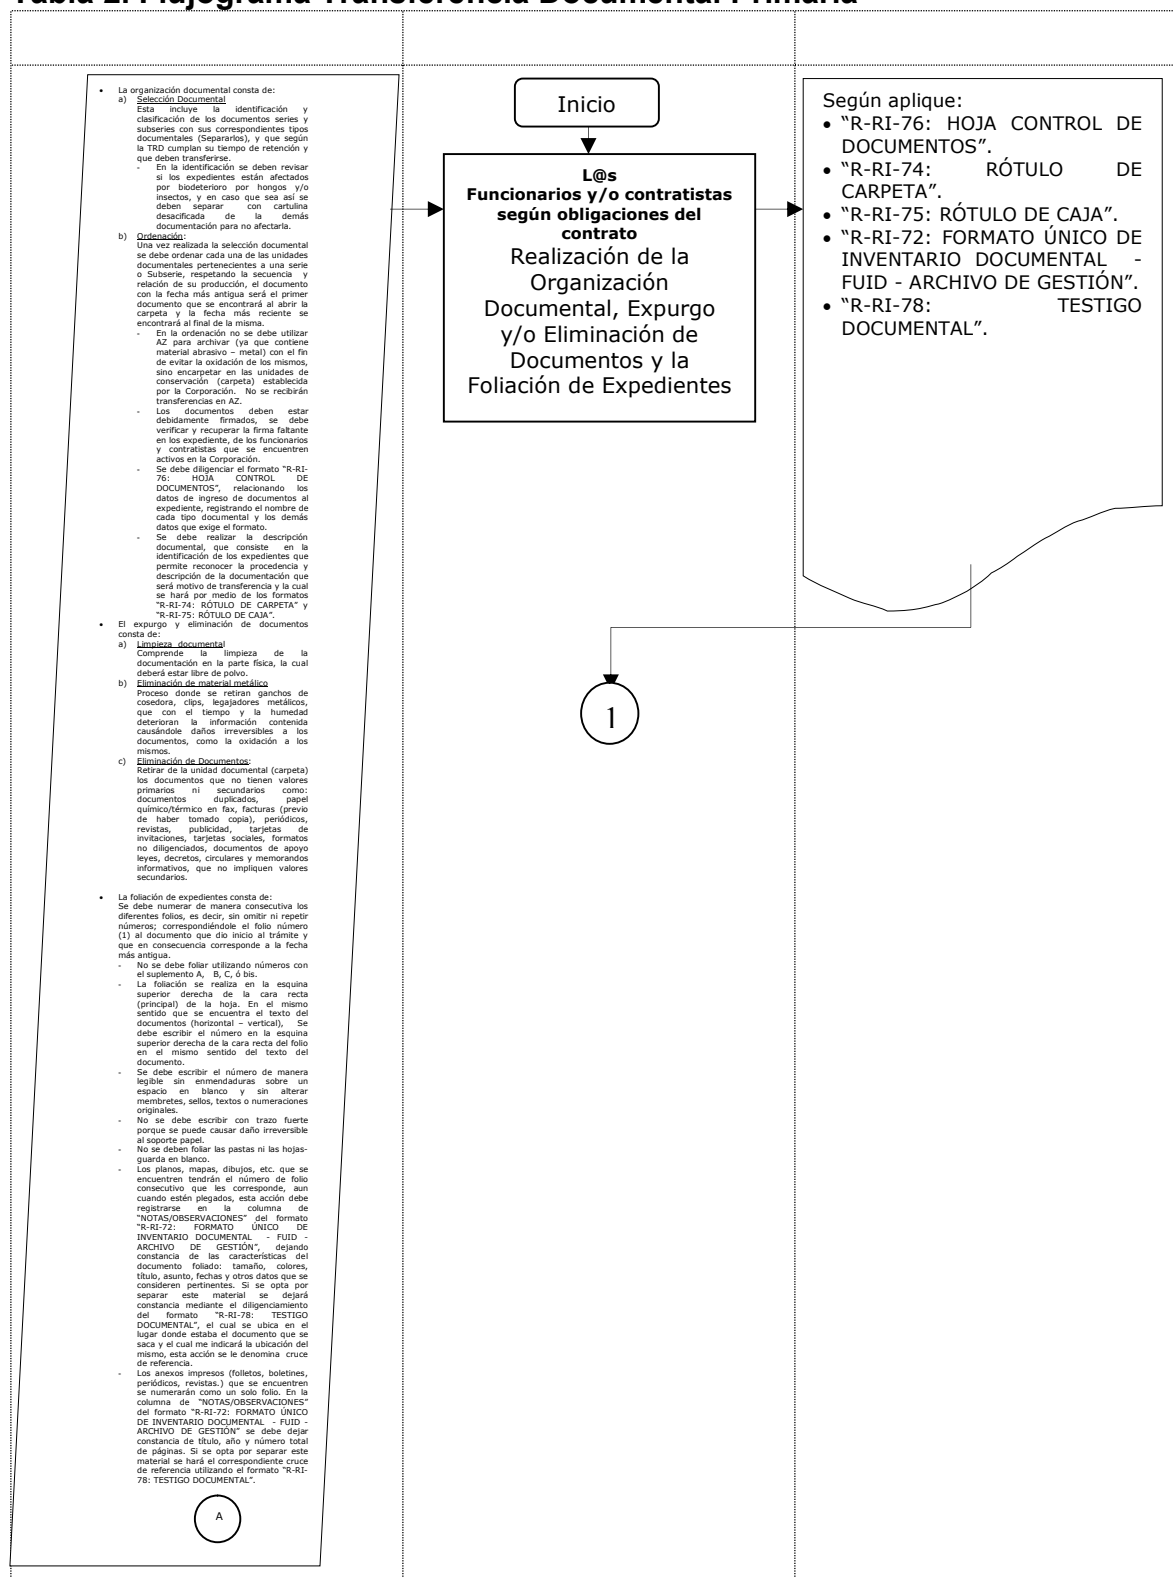 Tabla 2. Flujograma Transferencia Documental Primaria
• La organización documental consta de:
a) Selección Documental
Esta incluye la identificación y
clasificación de los documentos series y
subseries con sus correspondientes tipos
documentales (Separarlos), y que según
la TRD cumplan su tiempo de retención y
que deben transferirse.
- En la identificación se deben revisar
si los expedientes están afectados
por biodeterioro por hongos y/o
insectos, y en caso que sea así se
deben separar con cartulina
desacificada de la demás
documentación para no afectarla.
b) Ordenación:
Una vez realizada la selección documental
se debe ordenar cada una de las unidades
documentales pertenecientes a una serie
o Subserie, respetando la secuencia y
relación de su producción, el documento
con la fecha más antigua será el primer
documento que se encontrará al abrir la
carpeta y la fecha más reciente se
encontrará al final de la misma.
- En la ordenación no se debe utilizar
AZ para archivar (ya que contiene
material abrasivo – metal) con el fin
de evitar la oxidación de los mismos,
sino encarpetar en las unidades de
conservación (carpeta) establecida
por la Corporación. No se recibirán
transferencias en AZ.
- Los documentos deben estar
debidamente firmados, se debe
verificar y recuperar la firma faltante
en los expediente, de los funcionarios
y contratistas que se encuentren
activos en la Corporación.
- Se debe diligenciar el formato “R-RI-
76: HOJA CONTROL DE
DOCUMENTOS”, relacionando los
datos de ingreso de documentos al
expediente, registrando el nombre de
cada tipo documental y los demás
datos que exige el formato.
- Se debe realizar la descripción
documental, que consiste en la
identificación de los expedientes que
permite reconocer la procedencia y
descripción de la documentación que
será motivo de transferencia y la cual
se hará por medio de los formatos
“R-RI-74: RÓTULO DE CARPETA” y
“R-RI-75: RÓTULO DE CAJA”.
• El expurgo y eliminación de documentos
consta de:
a) Limpieza documental
Comprende la limpieza de la
documentación en la parte física, la cual
deberá estar libre de polvo.
b) Eliminación de material metálico
Proceso donde se retiran ganchos de
cosedora, clips, legajadores metálicos,
que con el tiempo y la humedad
deterioran la información contenida
causándole daños irreversibles a los
documentos, como la oxidación a los
mismos.
c) Eliminación de Documentos:
Retirar de la unidad documental (carpeta)
los documentos que no tienen valores
primarios ni secundarios como:
documentos duplicados, papel
químico/térmico en fax, facturas (previo
de haber tomado copia), periódicos,
revistas, publicidad, tarjetas de
invitaciones, tarjetas sociales, formatos
no diligenciados, documentos de apoyo
leyes, decretos, circulares y memorandos
informativos, que no impliquen valores
secundarios.
• La foliación de expedientes consta de:
Se debe numerar de manera consecutiva los
diferentes folios, es decir, sin omitir ni repetir
números; correspondiéndole el folio número
(1) al documento que dio inicio al trámite y
que en consecuencia corresponde a la fecha
más antigua.
- No se debe foliar utilizando números con
el suplemento A, B, C, ó bis.
- La foliación se realiza en la esquina
superior derecha de la cara recta
(principal) de la hoja. En el mismo
sentido que se encuentra el texto del
documentos (horizontal – vertical), Se
debe escribir el número en la esquina
superior derecha de la cara recta del folio
en el mismo sentido del texto del
documento.
- Se debe escribir el número de manera
legible sin enmendaduras sobre un
espacio en blanco y sin alterar
membretes, sellos, textos o numeraciones
originales.
- No se debe escribir con trazo fuerte
porque se puede causar daño irreversible
al soporte papel.
- No se deben foliar las pastas ni las hojas-
guarda en blanco.
- Los planos, mapas, dibujos, etc. que se
encuentren tendrán el número de folio
consecutivo que les corresponde, aun
cuando estén plegados, esta acción debe
registrarse en la columna de
“NOTAS/OBSERVACIONES” del formato
“R-RI-72: FORMATO ÚNICO DE
INVENTARIO DOCUMENTAL - FUID -
ARCHIVO DE GESTIÓN”, dejando
constancia de las características del
documento foliado: tamaño, colores,
título, asunto, fechas y otros datos que se
consideren pertinentes. Si se opta por
separar este material se dejará
constancia mediante el diligenciamiento
del formato “R-RI-78: TESTIGO
DOCUMENTAL”, el cual se ubica en el
lugar donde estaba el documento que se
saca y el cual me indicará la ubicación del
mismo, esta acción se le denomina cruce
de referencia.
- Los anexos impresos (folletos, boletines,
periódicos, revistas.) que se encuentren
se numerarán como un solo folio. En la
columna de “NOTAS/OBSERVACIONES”
del formato “R-RI-72: FORMATO ÚNICO
DE INVENTARIO DOCUMENTAL - FUID -
ARCHIVO DE GESTIÓN” se debe dejar
constancia de título, año y número total
de páginas. Si se opta por separar este
material se hará el correspondiente cruce
de referencia utilizando el formato “R-RI-
78: TESTIGO DOCUMENTAL”.
A
Inicio
L@s
Funcionarios y/o contratistas
según obligaciones del
contrato
Realización de la
Organización
Documental, Expurgo
y/o Eliminación de
Documentos y la
Foliación de Expedientes
1
Según aplique:
• “R-RI-76: HOJA CONTROL DE
DOCUMENTOS”.
• “R-RI-74: RÓTULO DE
CARPETA”.
• “R-RI-75: RÓTULO DE CAJA”.
• “R-RI-72: FORMATO ÚNICO DE
INVENTARIO DOCUMENTAL -
FUID - ARCHIVO DE GESTIÓN”.
• “R-RI-78: TESTIGO
DOCUMENTAL”.